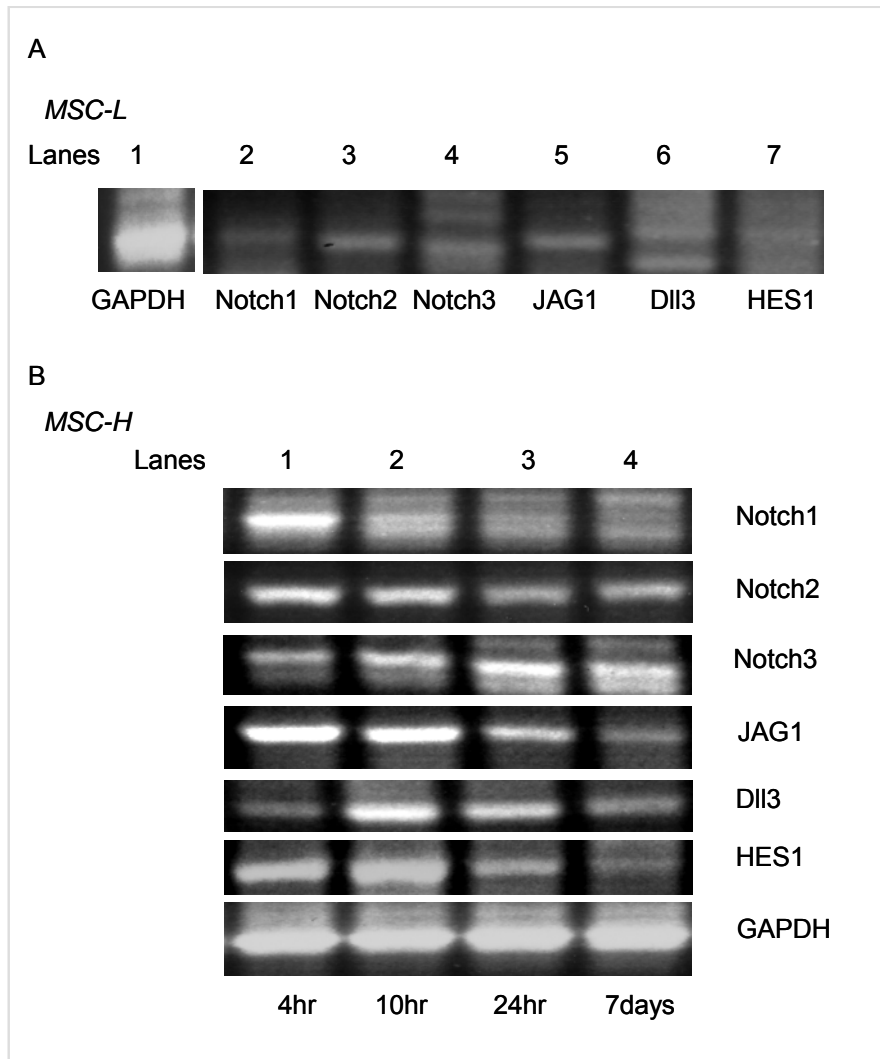 A
MSC-L
Lanes 1 2 3 4 5 6 7
GAPDH Notch1 Notch2 Notch3 JAG1 Dll3 HES1
B
MSC-H
Lanes 1 2 3 4
Notch1
Notch2
Notch3
JAG1
Dll3
HES1
GAPDH
4hr 10hr 24hr 7days